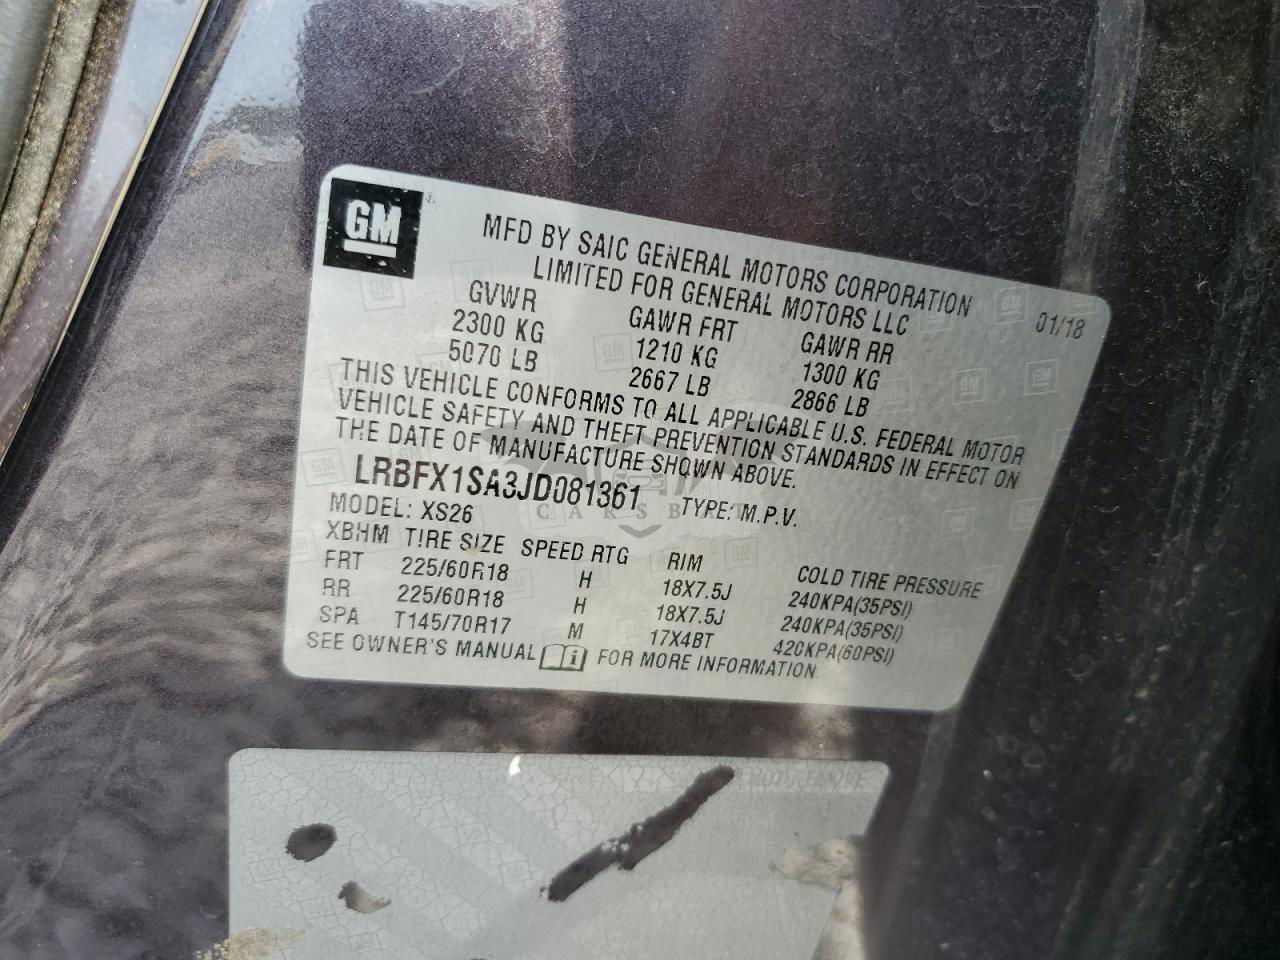 GM
MFD BY SAIC GENERAL MOTORS CORPORATION
LIMITED FOR GENERAL MOTORS LLC
01/18
GVWR GAWR FRT GAWR RR
2300 KG 1210 KG 1300 KG
5070 LB 2667 LB 2866 LB
THIS VEHICLE CONFORMS TO ALL APPLICABLE U.S. FEDERAL MOTOR
VEHICLE SAFETY AND THEFT PREVENTION STANDARDS IN EFFECT ON
THE DATE OF MANUFACTURE SHOWN ABOVE.
LRBFX1SA3JD081361 TYPE: M.P.V.
MODEL: XS26
XBHM TIRE SIZE SPEED RTG RIM COLD TIRE PRESSURE
FRT 225/60R18 H 18X7.5J 240KPA(35PSI)
RR 225/60R18 H 18X7.5J 240KPA(35PSI)
SPA T145/70R17 M 17X4BT 420KPA(60PSI)
SEE OWNER'S MANUAL FOR MORE INFORMATION